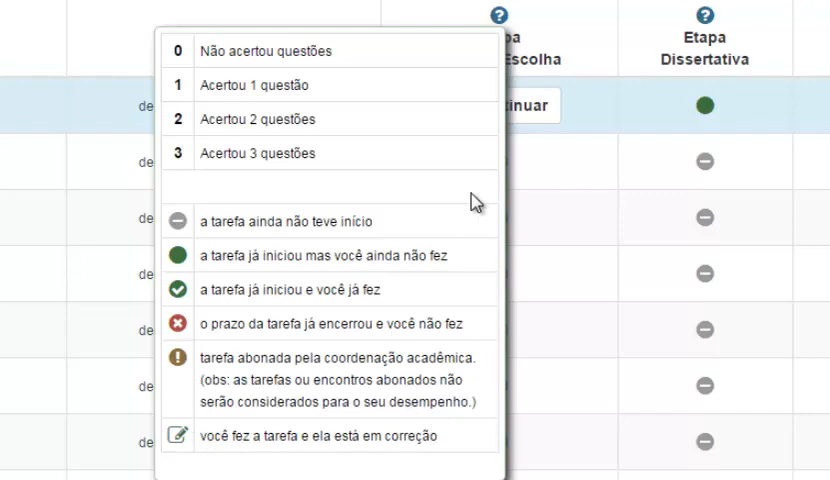 Etapa
Dissertativa
pa
Escolha
tinuar
de
de
de
de
de
de
de
0 Não acertou questões
1 Acertou 1 questão
2 Acertou 2 questões
3 Acertou 3 questões
a tarefa ainda não teve início
a tarefa já iniciou mas você ainda não fez
a tarefa já iniciou e você já fez
o prazo da tarefa já encerrou e você não fez
tarefa abonada pela coordenação acadêmica.
(obs: as tarefas ou encontros abonados não
serão considerados para o seu desempenho.)
você fez a tarefa e ela está em correção